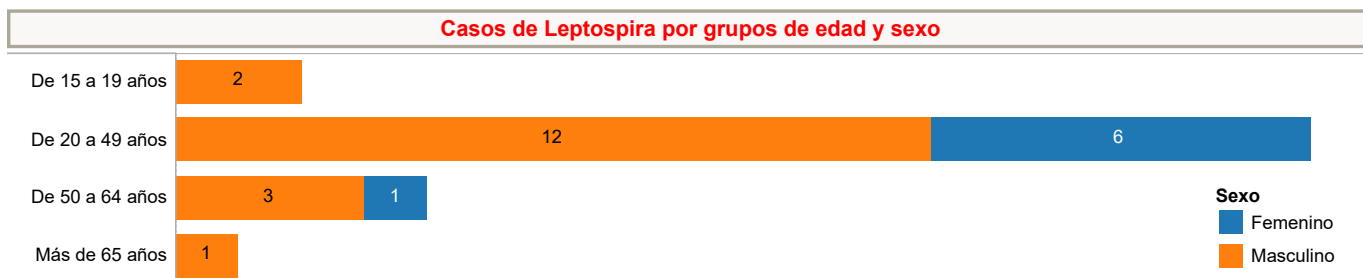 Casos de Leptospira por grupos de edad y sexo
De 15 a 19 años 2
De 20 a 49 años 12 6
De 50 a 64 años 3 1
Más de 65 años 1
Sexo
Femenino
Masculino